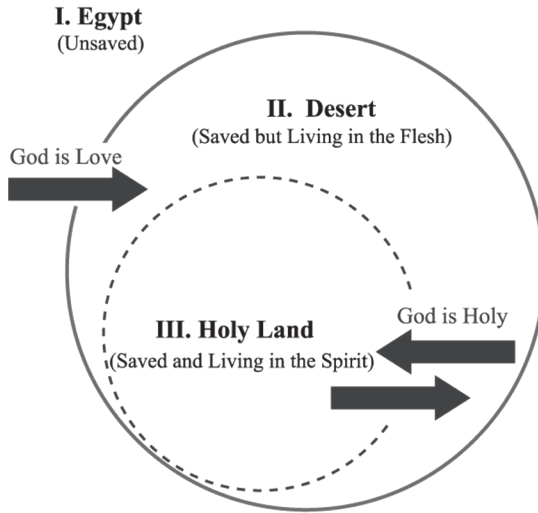 I. Egypt
(Unsaved)
II. Desert
(Saved but Living in the Flesh)
God is Love
III. Holy Land
(Saved and Living in the Spirit)
God is Holy